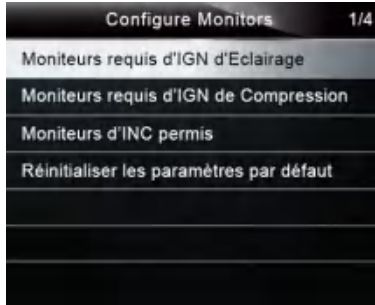 Configure Monitors 1/4
Moniteurs requis d'IGN d'Eclairage
Moniteurs requis d'IGN de Compression
Moniteurs d'INC permis
Réinitialiser les paramètres par défaut